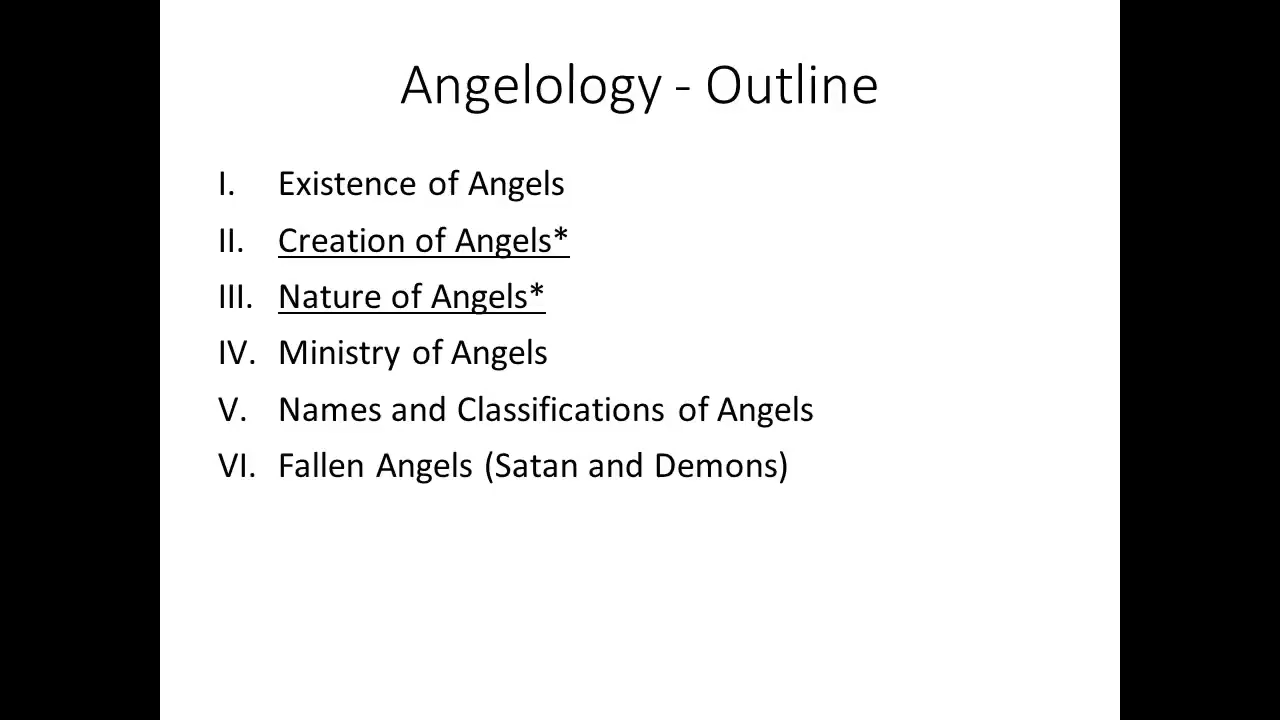 Angelology - Outline
I. Existence of Angels
II. Creation of Angels*
III. Nature of Angels*
IV. Ministry of Angels
V. Names and Classifications of Angels
VI. Fallen Angels (Satan and Demons)